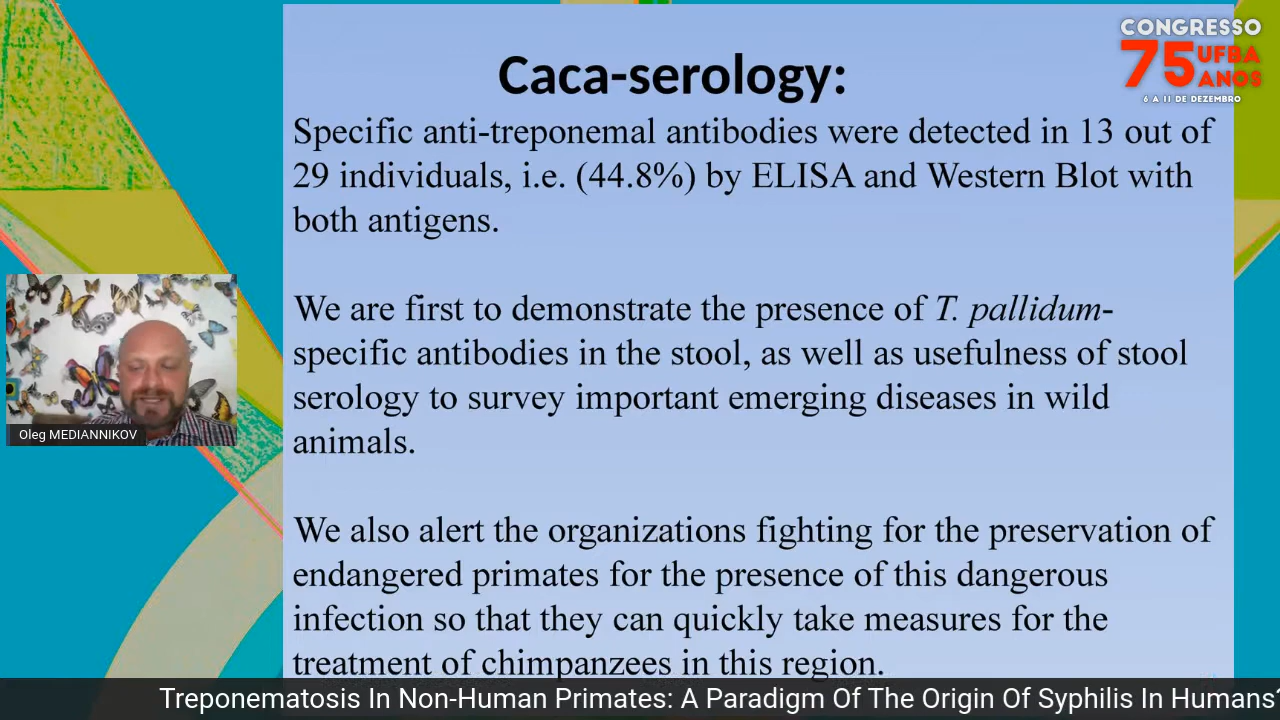 CONGRESSO
75 UFBA
ANOS
6 A 11 DE DEZEMBRO
Caca-serology:
Specific anti-treponemal antibodies were detected in 13 out of
29 individuals, i.e. (44.8%) by ELISA and Western Blot with
both antigens.
We are first to demonstrate the presence of T. pallidum-
specific antibodies in the stool, as well as usefulness of stool
serology to survey important emerging diseases in wild
animals.
We also alert the organizations fighting for the preservation of
endangered primates for the presence of this dangerous
infection so that they can quickly take measures for the
treatment of chimpanzees in this region.
Oleg MEDIANNIKOV
Treponematosis In Non-Human Primates: A Paradigm Of The Origin Of Syphilis In Humans?